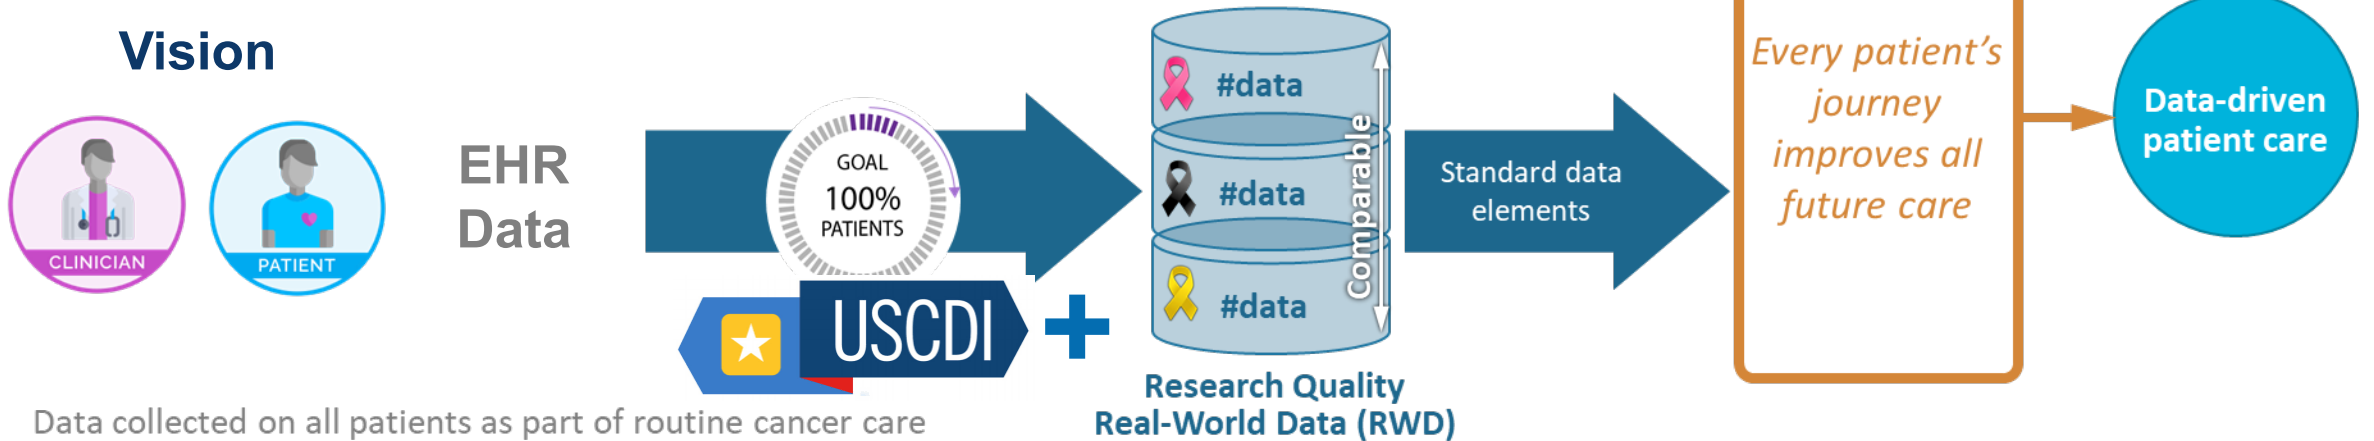 Vision
CLINICIAN
PATIENT
EHR
Data
GOAL
100%
PATIENTS
USCDI
+
#data
#data
#data
Comparable
Research Quality
Real-World Data (RWD)
Standard data
elements
Every patient’s
journey
improves all
future care
Data-driven
patient care
Data collected on all patients as part of routine cancer care